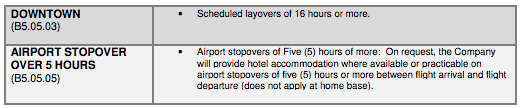 DOWNTOWN
(B5.05.03)
• Scheduled layovers of 16 hours or more.
AIRPORT STOPOVER
OVER 5 HOURS
(B5.05.05)
• Airport stopovers of Five (5) hours of more: On request, the Company
will provide hotel accommodation where available or practicable on
airport stopovers of five (5) hours or more between flight arrival and flight
departure (does not apply at home base).